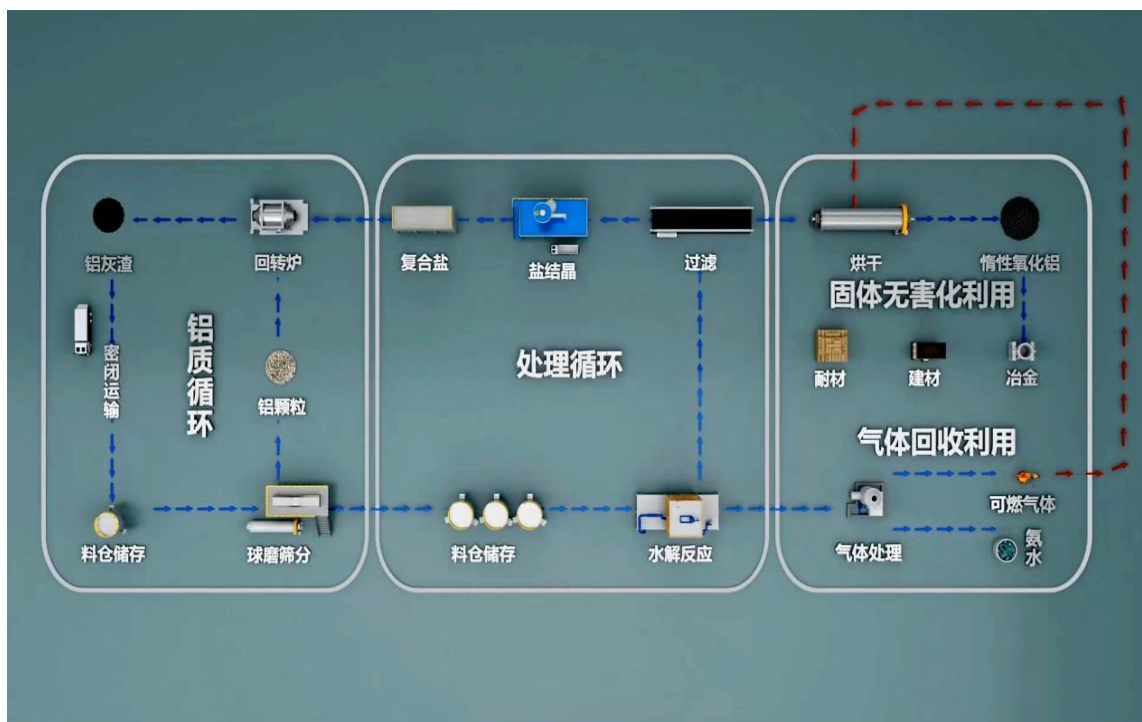 铝灰渣
回转炉
密闭运输
铝质循环
铝颗粒
料仓储存
球磨筛分
复合盐
盐结晶
过滤
处理循环
料仓储存
水解反应
烘干
惰性氧化铝
固体无害化利用
耐材
建材
冶金
气体回收利用
可燃气体
气体处理
氨水